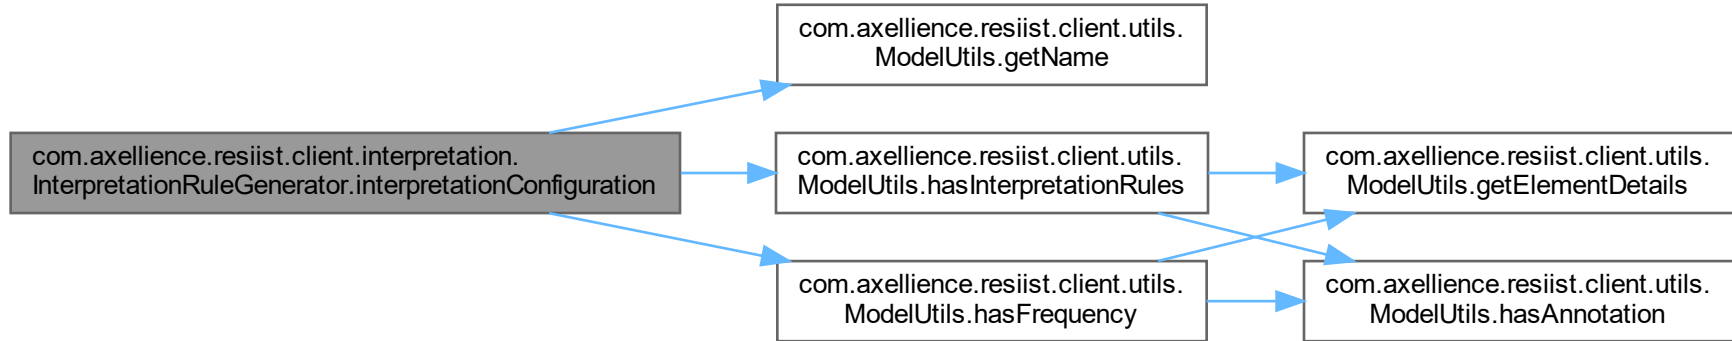 com.axellience.resiist.client.utils.
ModelUtils.getName
com.axellience.resiist.client.interpretation.
InterpretationRuleGenerator.interpretationConfiguration
com.axellience.resiist.client.utils.
ModelUtils.hasInterpretationRules
com.axellience.resiist.client.utils.
ModelUtils.getElementDetails
com.axellience.resiist.client.utils.
ModelUtils.hasFrequency
com.axellience.resiist.client.utils.
ModelUtils.hasAnnotation